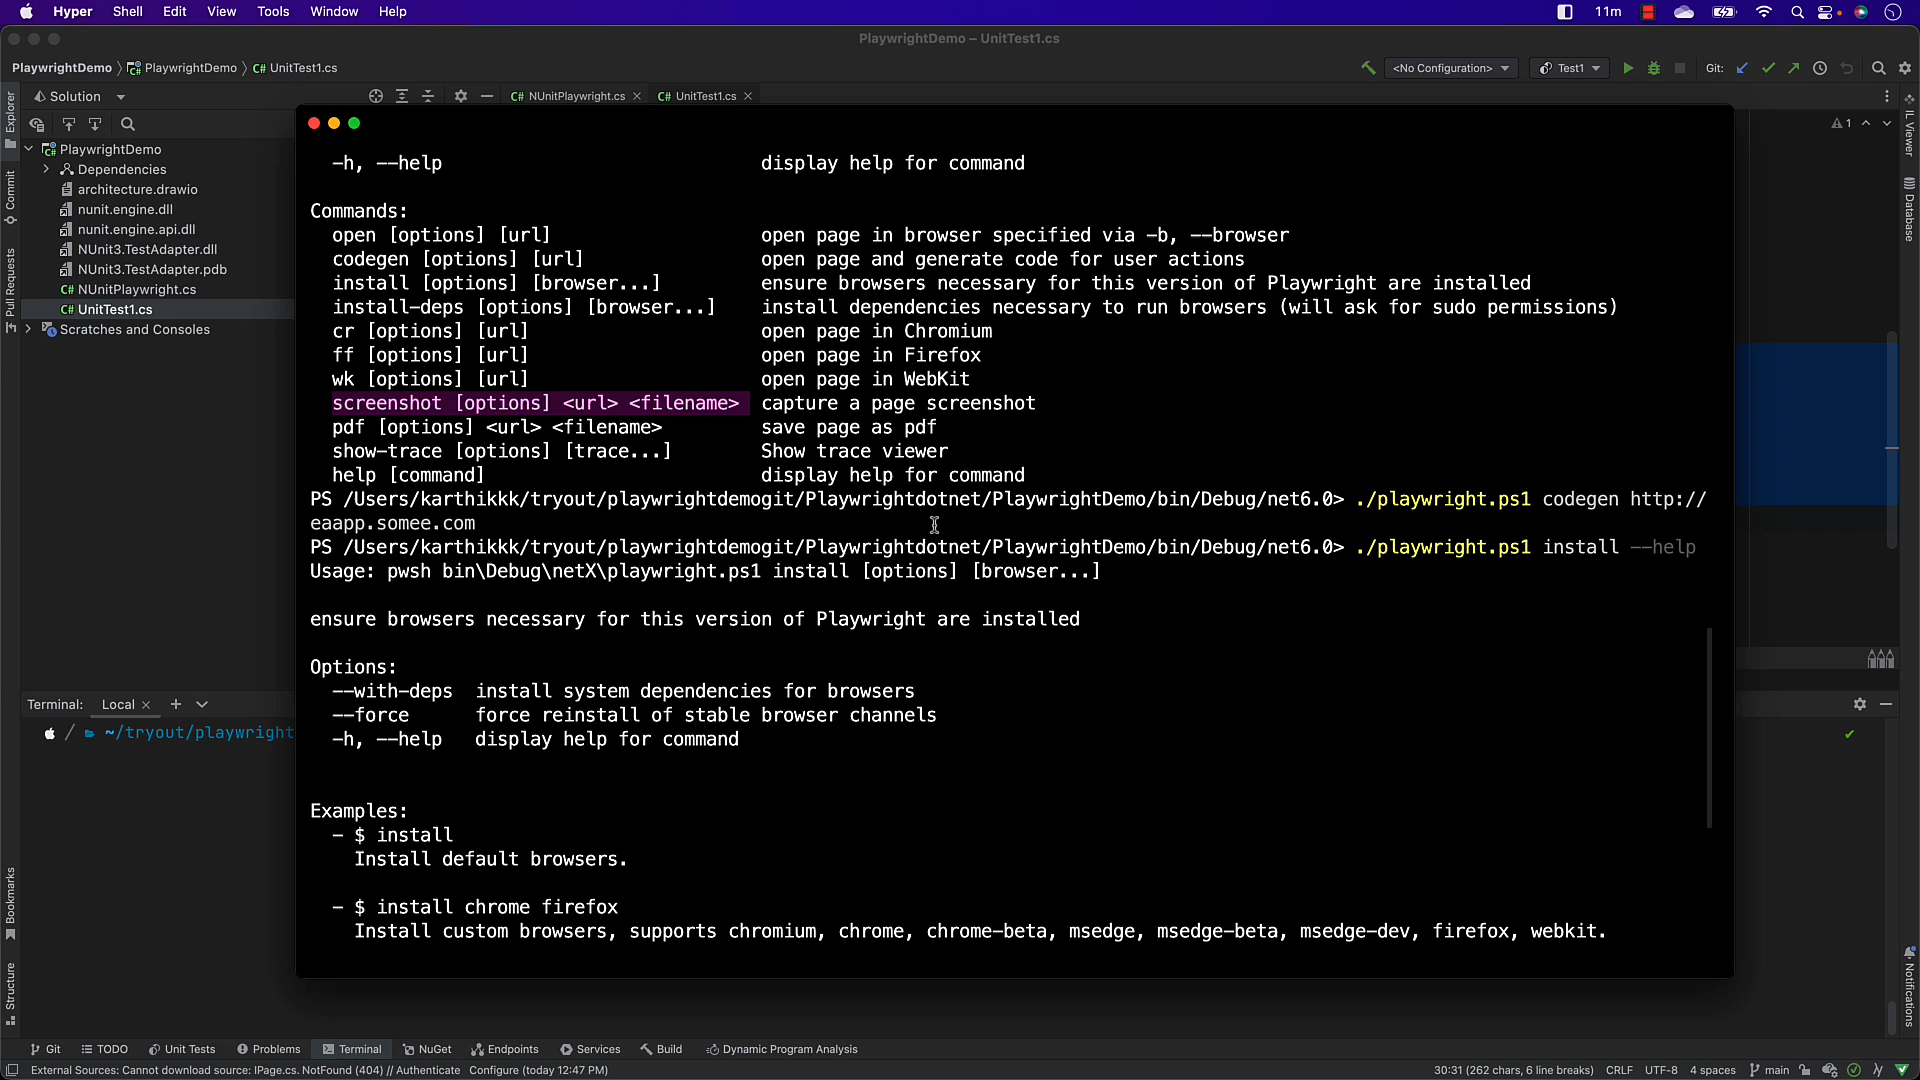 Hyper Shell Edit View Tools Window Help 11m
PlaywrightDemo – UnitTest1.cs
PlaywrightDemo PlaywrightDemo C# UnitTest1.cs <No Configuration> Test1 Git:
Solution C# NUnitPlaywright.cs C# UnitTest1.cs
1
PlaywrightDemo
Dependencies
architecture.drawio
nunit.engine.dll
nunit.engine.api.dll
NUnit3.TestAdapter.dll
NUnit3.TestAdapter.pdb
C# NUnitPlaywright.cs
C# UnitTest1.cs
Scratches and Consoles
Explorer
Commit
Pull Requests
Bookmarks
Structure
IL Viewer
Database
Notifications
-h, --help display help for command
Commands:
open [options] [url] open page in browser specified via -b, --browser
codegen [options] [url] open page and generate code for user actions
install [options] [browser...] ensure browsers necessary for this version of Playwright are installed
install-deps [options] [browser...] install dependencies necessary to run browsers (will ask for sudo permissions)
cr [options] [url] open page in Chromium
ff [options] [url] open page in Firefox
wk [options] [url] open page in WebKit
screenshot [options] <url> <filename> capture a page screenshot
pdf [options] <url> <filename> save page as pdf
show-trace [options] [trace...] Show trace viewer
help [command] display help for command
PS /Users/karthikkk/tryout/playwrightdemogit/Playwrightdotnet/PlaywrightDemo/bin/Debug/net6.0> ./playwright.ps1 codegen http://
eaapp.somee.com
PS /Users/karthikkk/tryout/playwrightdemogit/Playwrightdotnet/PlaywrightDemo/bin/Debug/net6.0> ./playwright.ps1 install --help
Usage: pwsh bin\Debug\netX\playwright.ps1 install [options] [browser...]
ensure browsers necessary for this version of Playwright are installed
Options:
--with-deps install system dependencies for browsers
--force force reinstall of stable browser channels
-h, --help display help for command
Examples:
- $ install
Install default browsers.
- $ install chrome firefox
Install custom browsers, supports chromium, chrome, chrome-beta, msedge, msedge-beta, msedge-dev, firefox, webkit.
Terminal: Local
/ ~/tryout/playwright
Git TODO Unit Tests Problems Terminal NuGet Endpoints Services Build Dynamic Program Analysis
External Sources: Cannot download source: IPage.cs. NotFound (404) // Authenticate Configure (today 12:47 PM) 30:31 (262 chars, 6 line breaks) CRLF UTF-8 4 spaces main